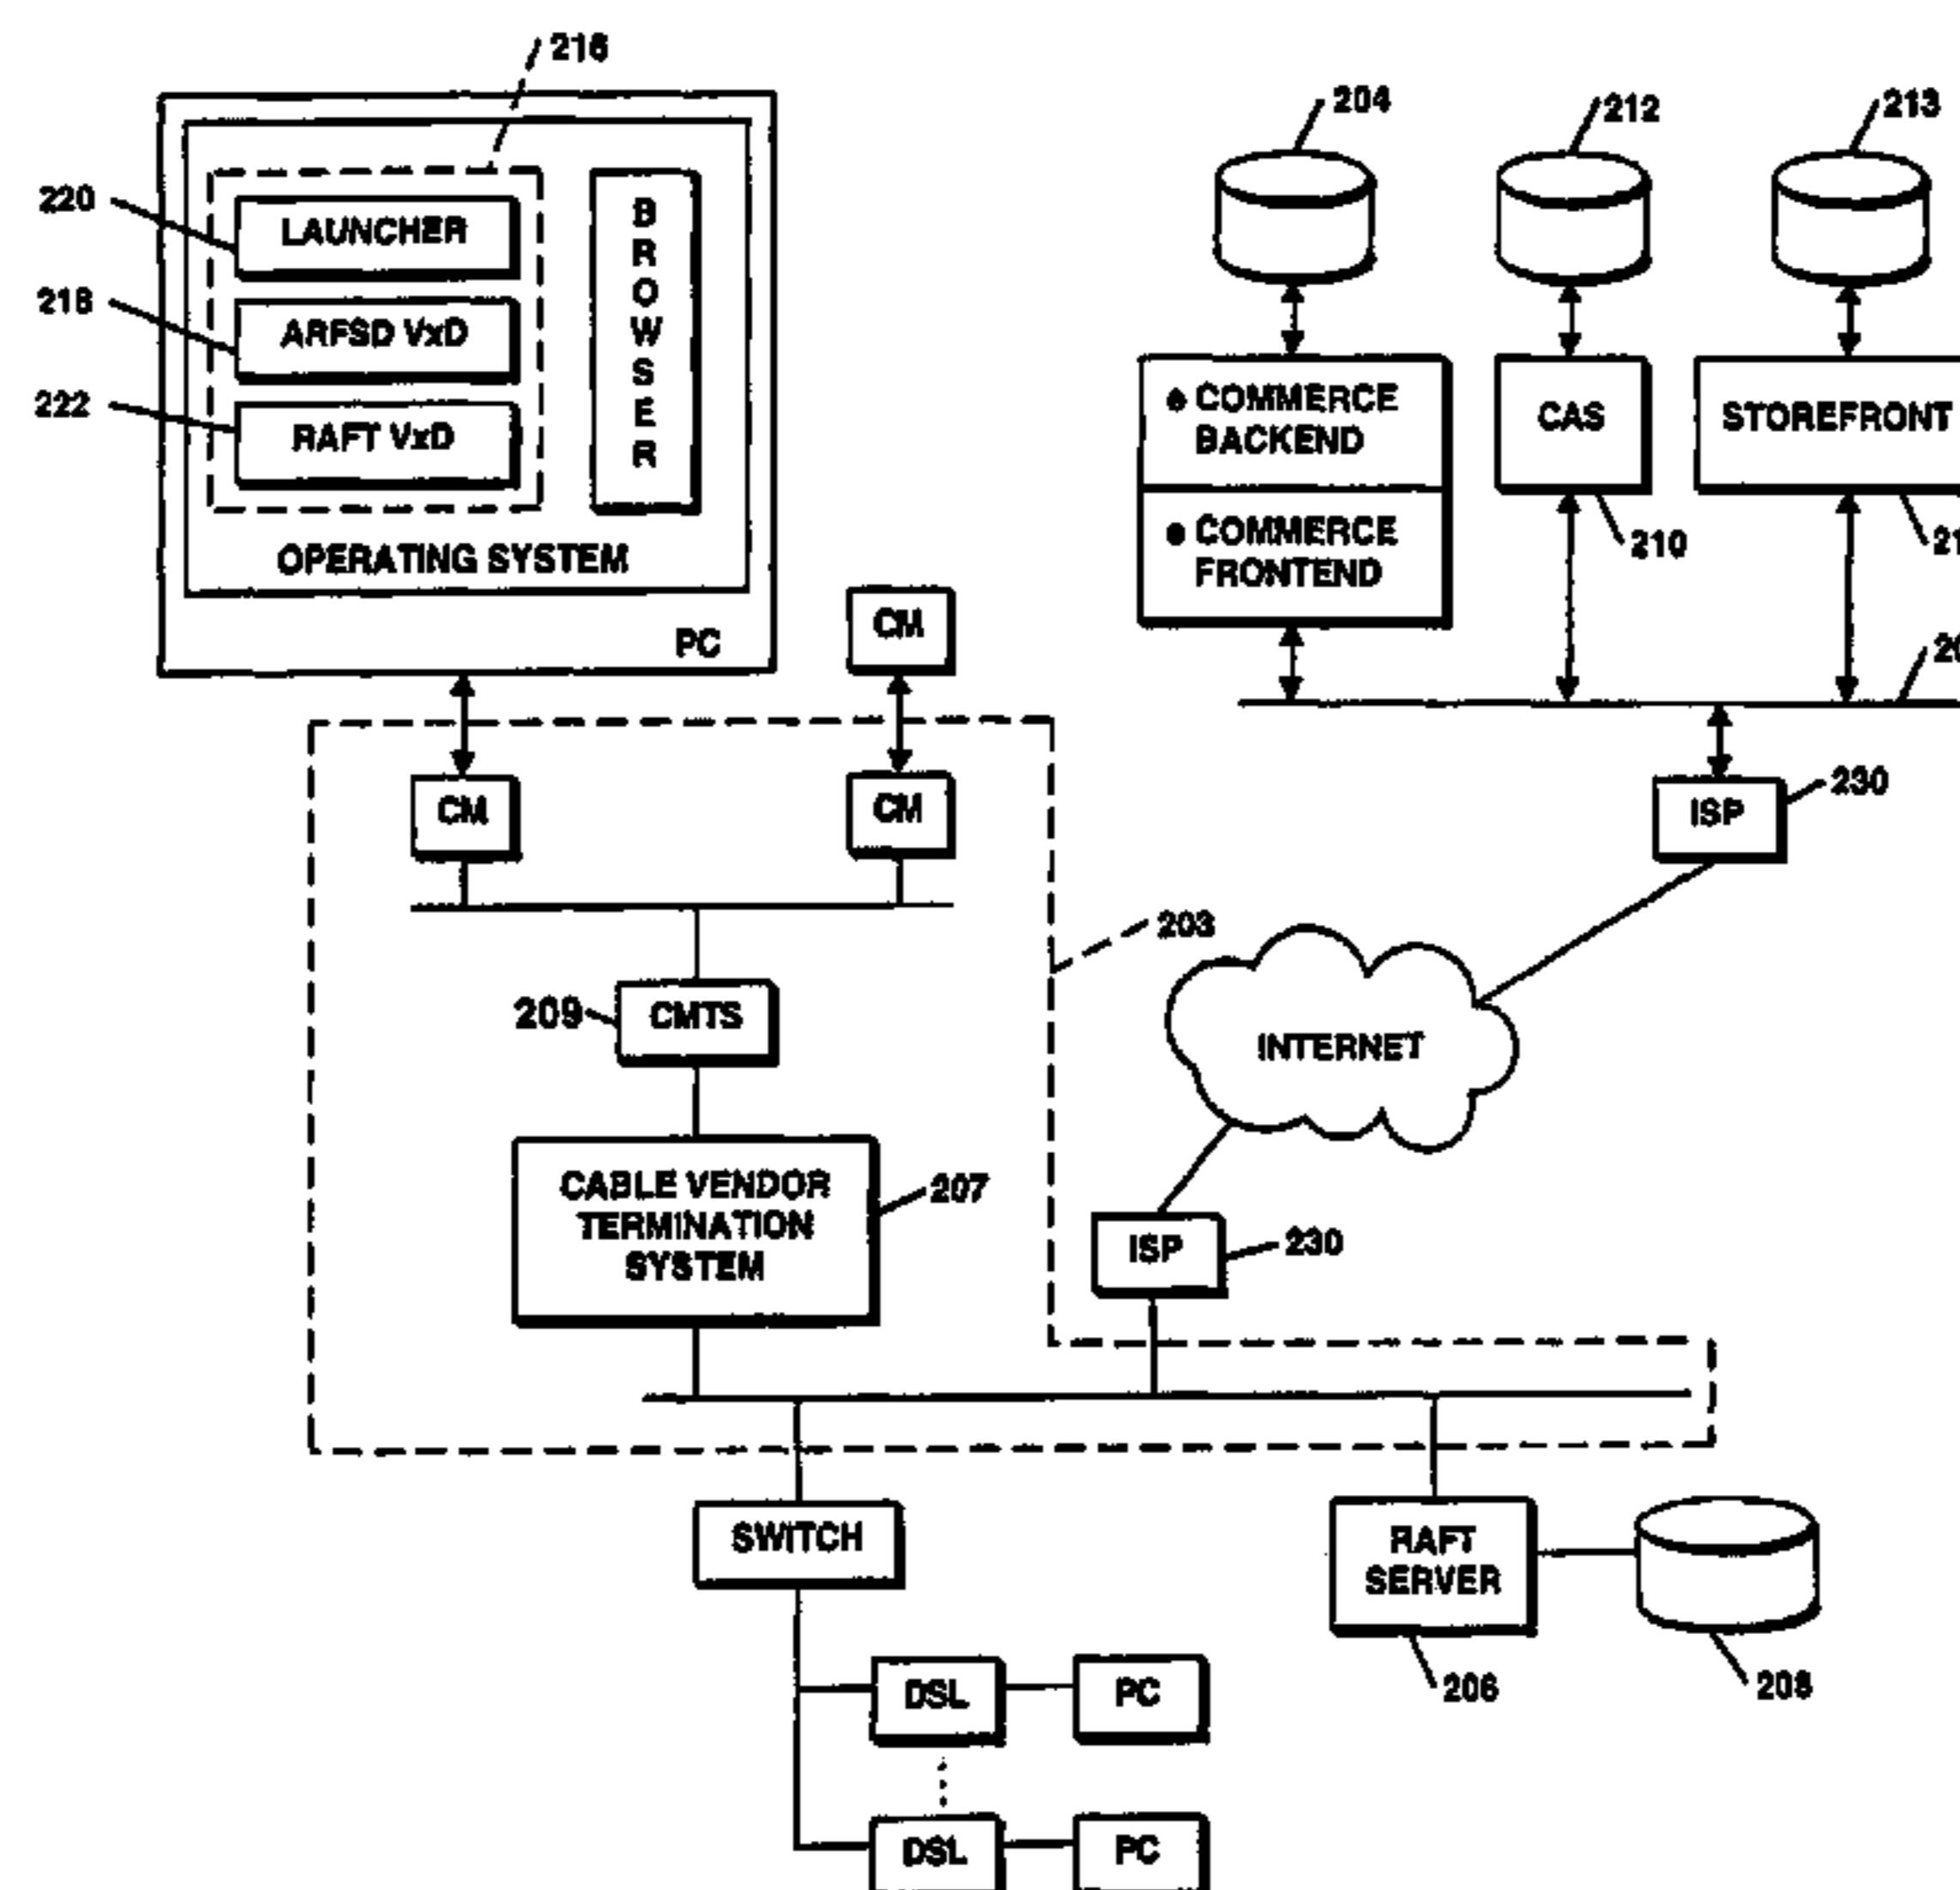 216
204
212
213
220
LAUNCHER
218
ARFSD VxD
222
RAFT VxD
BROWSER
OPERATING SYSTEM
PC
● COMMERCE
BACKEND
● COMMERCE
FRONTEND
CAS
STOREFRONT
210
21
20
CM
CM
CM
ISP
230
203
209
CMTS
INTERNET
CABLE VENDOR
TERMINATION
SYSTEM
207
ISP
230
SWITCH
RAFT
SERVER
206
208
DSL
PC
DSL
PC